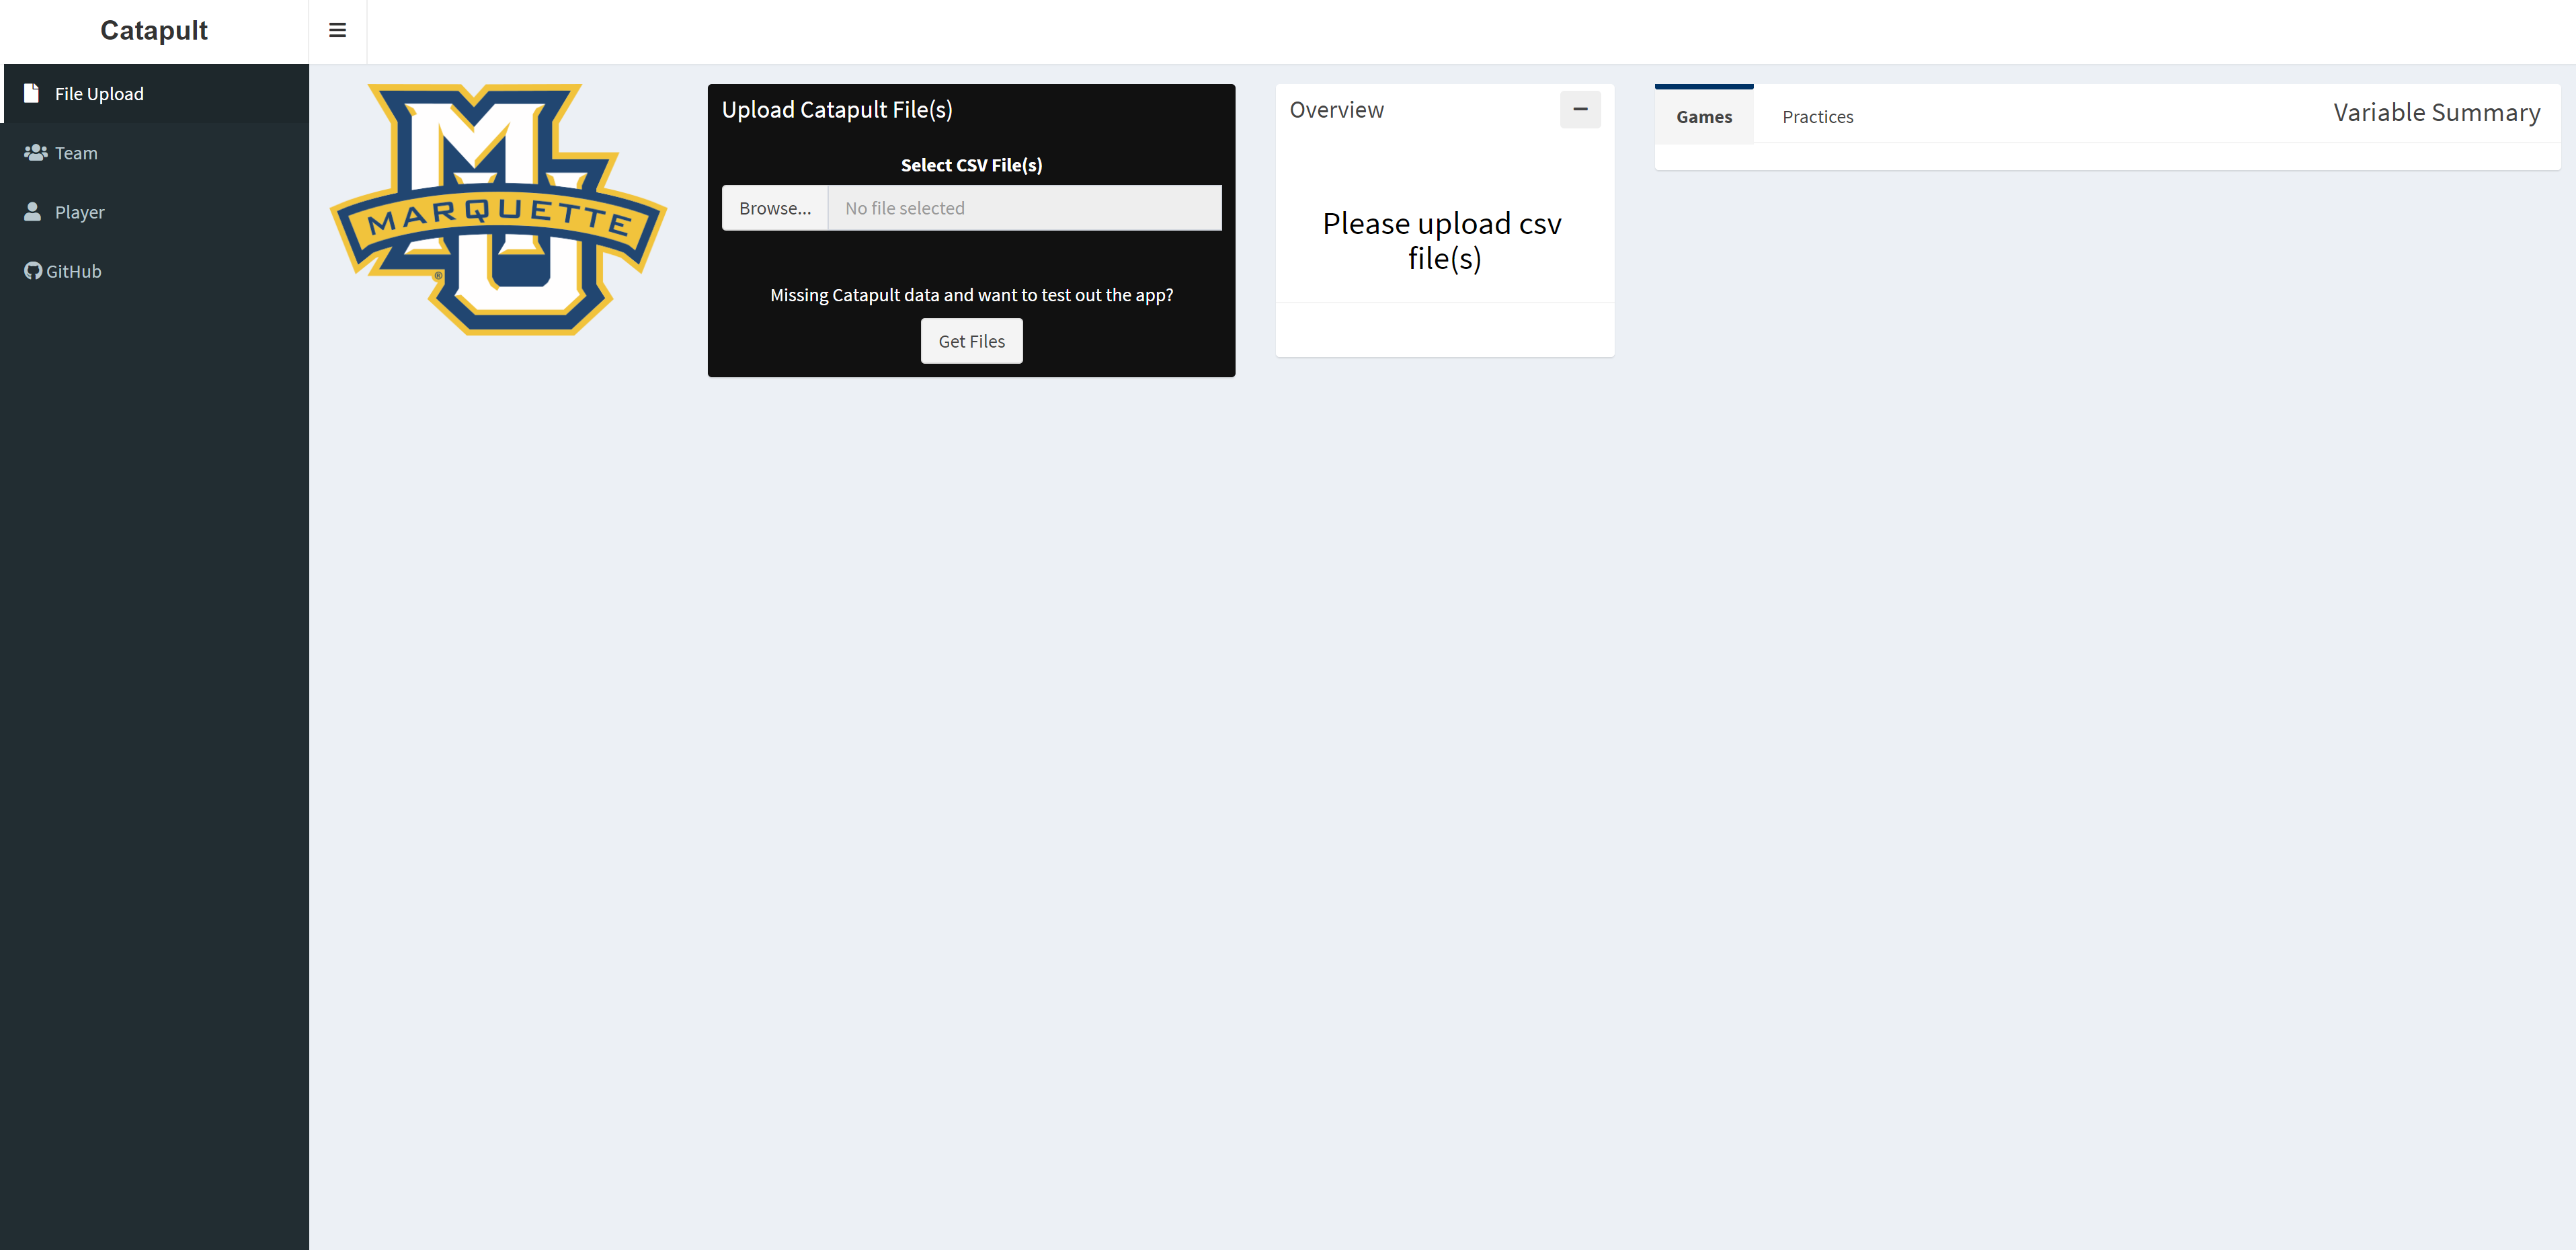 Catapult
File Upload
Team
Player
GitHub
M
MARQUETTE
U
®
Upload Catapult File(s)
Select CSV File(s)
Browse...
No file selected
Missing Catapult data and want to test out the app?
Get Files
Overview
Please upload csv
file(s)
Games
Practices
Variable Summary